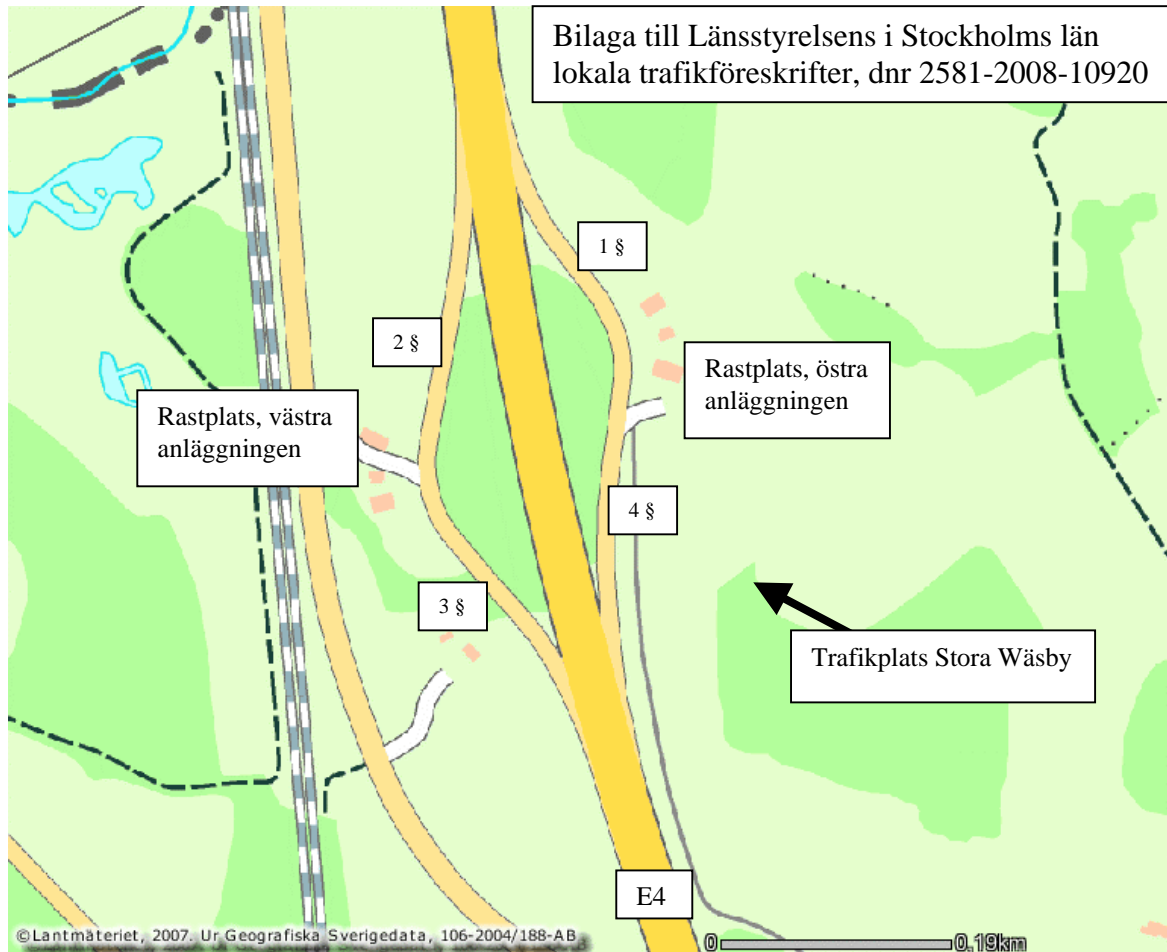 Bilaga till Länsstyrelsens i Stockholms län
lokala trafikföreskrifter, dnr 2581-2008-10920
1 §
2 §
Rastplats, östra
anläggningen
Rastplats, västra
anläggningen
4 §
3 §
Trafikplats Stora Wäsby
E4
©Lantmäteriet, 2007. Ur Geografiska Sverigedata, 106-2004/188-AB
0
0.19km